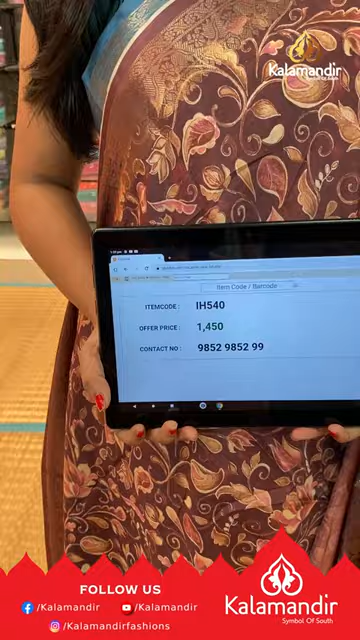 Kalamandir
Item Code / Barcode
ITEMCODE : IH540
OFFER PRICE : 1,450
CONTACT NO : 9852 9852 99
FOLLOW US
/Kalamandir /Kalamandir
/Kalamandirfashions
Kalamandir
Symbol Of South